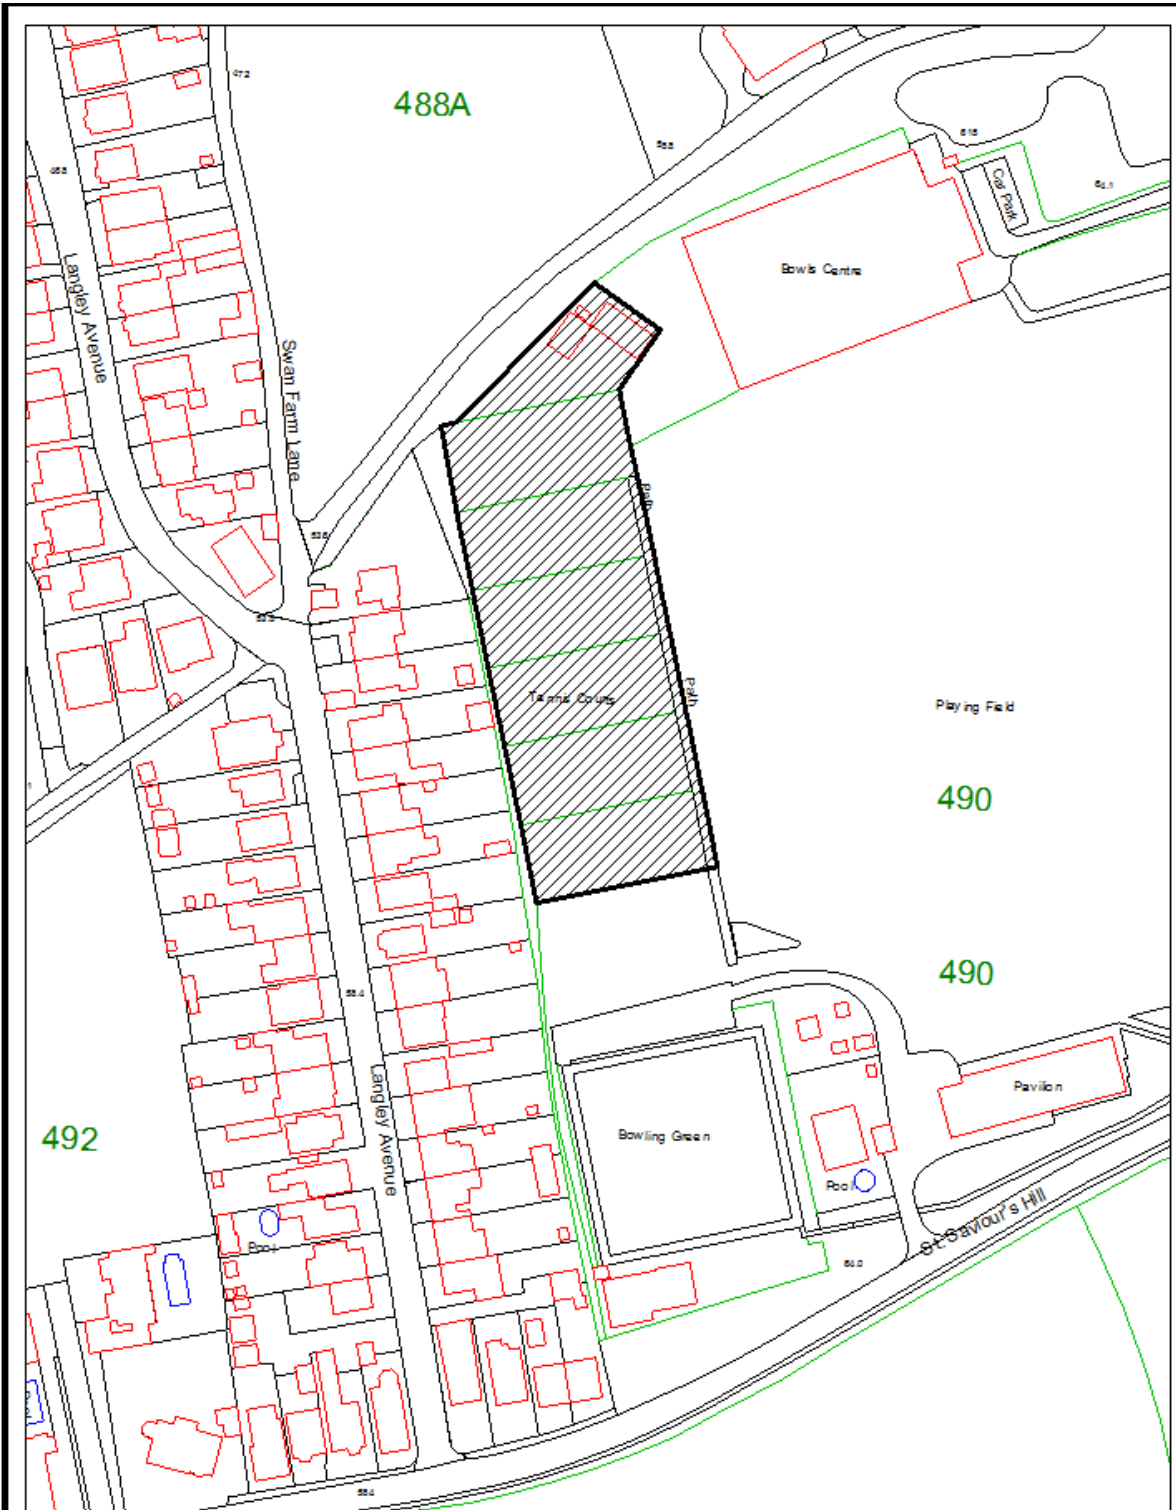 488A
Car Park
Bowls Centre
Langley Avenue
Swan Farm Lane
Path
Tennis Courts
Path
Playing Field
490
490
Langley Avenue
Pavilion
492
Bowling Green
Pool
St. Saviour's Hill
Pool